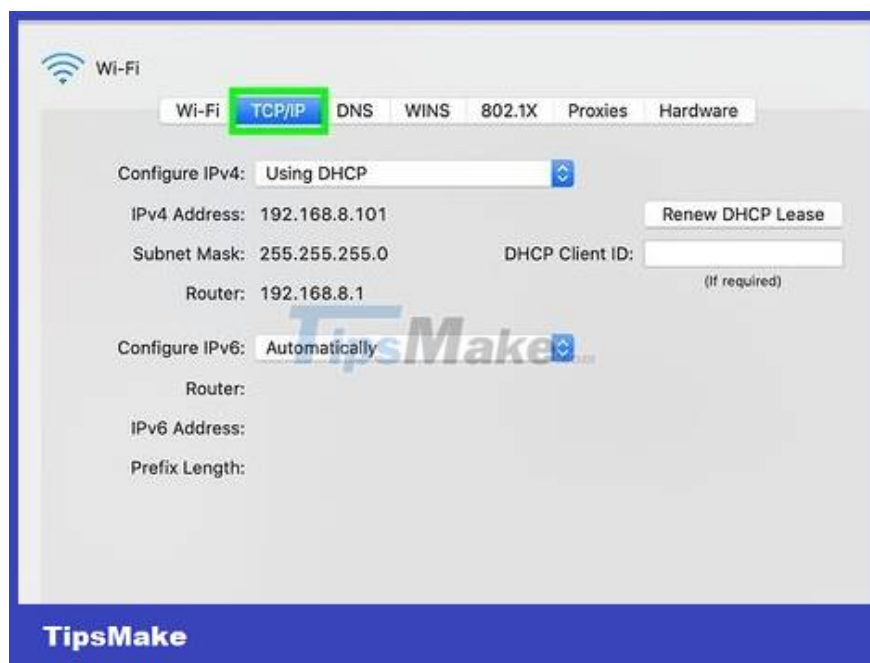 Wi-Fi
Wi-Fi TCP/IP DNS WINS 802.1X Proxies Hardware
Configure IPv4: Using DHCP
IPv4 Address: 192.168.8.101 Renew DHCP Lease
Subnet Mask: 255.255.255.0 DHCP Client ID:
(If required)
Router: 192.168.8.1
TipsMake.com
Configure IPv6: Automatically
Router:
IPv6 Address:
Prefix Length:
TipsMake